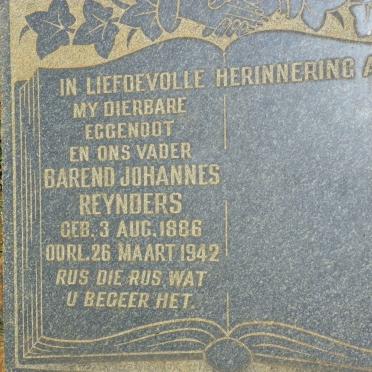 IN LIEFDEVOLLE HERINNERING A
MY DIERBARE
EGGENOOT
EN ONS VADER
BAREND JOHANNES
REYNDERS
GEB. 3 AUG. 1886
OORL. 26 MAART 1942
RUS DIE RUS WAT
U BEGEER HET.